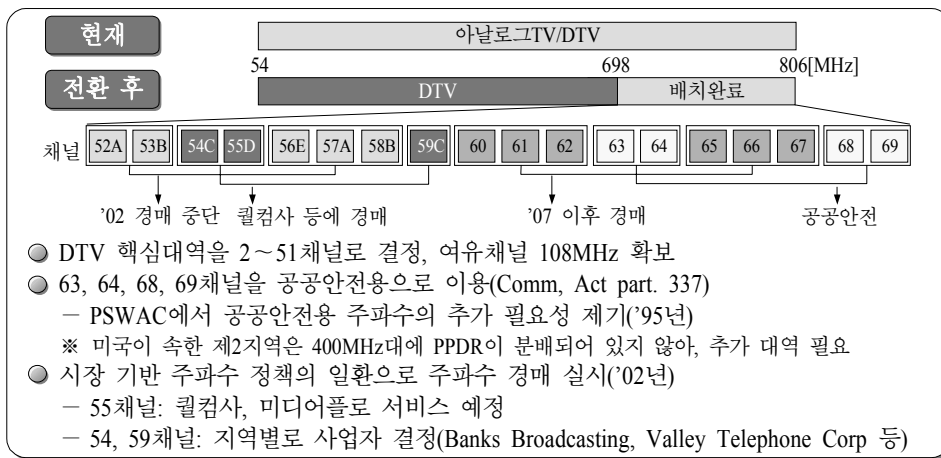 현재
아날로그TV/DTV
54 698 806[MHz]
전환 후
DTV 배치완료
채널 52A 53B 54C 55D 56E 57A 58B 59C 60 61 62 63 64 65 66 67 68 69
’02 경매 중단 퀄컴사 등에 경매 ’07 이후 경매 공공안전
◯ DTV 핵심대역을 2～51채널로 결정, 여유채널 108MHz 확보
◯ 63, 64, 68, 69채널을 공공안전용으로 이용(Comm, Act part. 337)
－ PSWAC에서 공공안전용 주파수의 추가 필요성 제기(’95년)
※ 미국이 속한 제2지역은 400MHz대에 PPDR이 분배되어 있지 않아, 추가 대역 필요
◯ 시장 기반 주파수 정책의 일환으로 주파수 경매 실시(’02년)
－ 55채널: 퀄컴사, 미디어플로 서비스 예정
－ 54, 59채널: 지역별로 사업자 결정(Banks Broadcasting, Valley Telephone Corp 등)